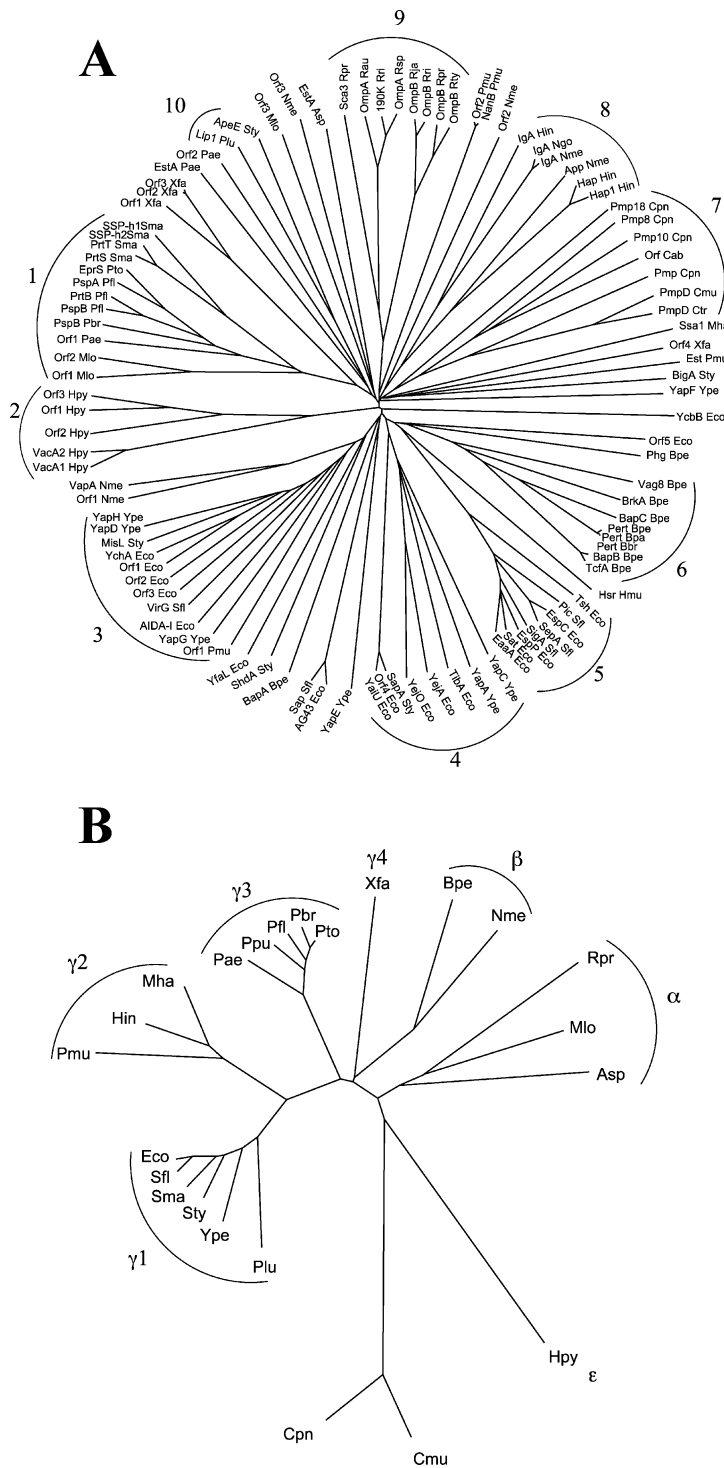 A
9
Sca3 Rpr
OmpA Rau
190K Rri
OmpA Rsp
OmpB Rja
OmpB Rri
OmpB Rpr
OmpB Rty
Orf2 Pmu
NanB Pmu
Orf2 Nme
8
IgA Hin
IgA Ngo
IgA Nme
App Nme
Hap Hin
Hap1 Hin
7
Pmp18 Cpn
Pmp8 Cpn
Pmp10 Cpn
Orf Cab
Pmp Cpn
PmpD Cmu
PmpD Ctr
Ssa1 Mha
Orf4 Xfa
Est Pmu
BigA Sty
YapF Ype
YcbB Eco
Orf5 Eco
Phg Bpe
Vag8 Bpe
BrkA Bpe
BapC Bpe
Pert Bpe
Pert Bpa
Pert Bbr
BapB Bpe
TcfA Bpe
6
Hsr Hmu
Tsh Eco
Pic Sfl
EspC Eco
SepA Sfl
SigA Sfl
EspP Eco
Sat Eco
EaaA Eco
5
YapC Ype
YapA Ype
TibA Eco
YejA Eco
YejO Eco
SapA Sty
Orf4 Eco
YaiU Eco
4
YapE Ype
AG43 Eco
Sap Sfl
BapA Bpe
ShdA Sty
YfaL Eco
Orf1 Pmu
YapG Ype
AIDA-I Eco
VirG Sfl
Orf3 Eco
Orf2 Eco
Orf1 Eco
YchA Eco
MisL Sty
YapD Ype
YapH Ype
3
Orf1 Nme
VapA Nme
VacA1 Hpy
VacA2 Hpy
Orf2 Hpy
Orf1 Hpy
Orf3 Hpy
2
Orf1 Mlo
Orf2 Mlo
Orf1 Pae
PspB Pbr
PspB Pfl
PrtB Pfl
PspA Pfl
EprS Pto
PrtS Sma
PrtT Sma
SSP-h2Sma
SSP-h1Sma
1
Orf1 Xfa
Orf2 Xfa
Orf3 Xfa
EstA Pae
Orf2 Pae
Lip1 Plu
ApeE Sty
10
Orf3 Mlo
Orf3 Nme
EstA Asp
B
γ4
Xfa
β
Bpe
Nme
γ3
Pbr
Pto
Pfl
Ppu
Pae
γ2
Mha
Hin
Pmu
Rpr
α
Mlo
Asp
Eco
Sfl
Sma
Sty
Ype
Plu
γ1
Hpy
ε
Cpn
Cmu